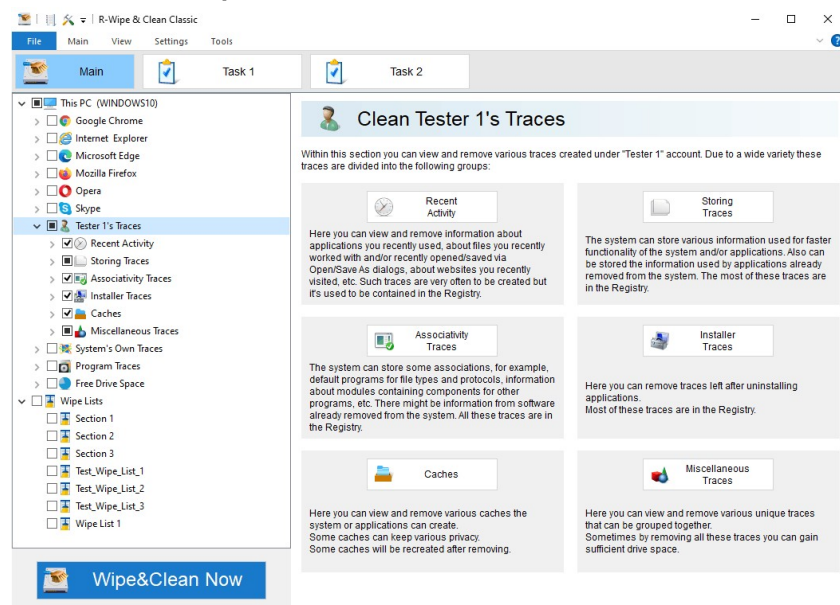 R-Wipe & Clean Classic
File Main View Settings Tools
Main Task 1 Task 2
This PC (WINDOWS10)
Google Chrome
Internet Explorer
Microsoft Edge
Mozilla Firefox
Opera
Skype
Tester 1's Traces
Recent Activity
Storing Traces
Associativity Traces
Installer Traces
Caches
Miscellaneous Traces
System's Own Traces
Program Traces
Free Drive Space
Wipe Lists
Section 1
Section 2
Section 3
Test_Wipe_List_1
Test_Wipe_List_2
Test_Wipe_List_3
Wipe List 1
Wipe&Clean Now
Clean Tester 1's Traces
Within this section you can view and remove various traces created under "Tester 1" account. Due to a wide variety these
traces are divided into the following groups:
Recent
Activity
Here you can view and remove information about
applications you recently used, about files you recently
worked with and/or recently opened/saved via
Open/Save As dialogs, about websites you recently
visited, etc. Such traces are very often to be created but
it's used to be contained in the Registry.
Storing
Traces
The system can store various information used for faster
functionality of the system and/or applications. Also can
be stored the information used by applications already
removed from the system. The most of these traces are
in the Registry.
Associativity
Traces
The system can store some associations, for example,
default programs for file types and protocols, information
about modules containing components for other
programs, etc. There might be information from software
already removed from the system. All these traces are in
the Registry.
Installer
Traces
Here you can remove traces left after uninstalling
applications.
Most of these traces are in the Registry.
Caches
Here you can view and remove various caches the
system or applications can create.
Some caches can keep various privacy.
Some caches will be recreated after removing.
Miscellaneous
Traces
Here you can view and remove various unique traces
that can be grouped together.
Sometimes by removing all these traces you can gain
sufficient drive space.